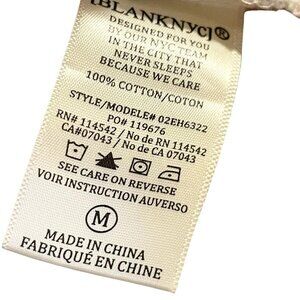 [BLANKNYC]®
DESIGNED FOR YOU
BY OUR NYC TEAM
IN THE CITY THAT
NEVER SLEEPS
BECAUSE WE CARE
100% COTTON/COTON
STYLE/MODELE# 02EH6322
PO# 119676
RN# 114542 / No de RN 114542
CA#07043 / No de CA 07043
SEE CARE ON REVERSE
VOIR INSTRUCTION AUVERSO
M
MADE IN CHINA
FABRIQUÉ EN CHINE